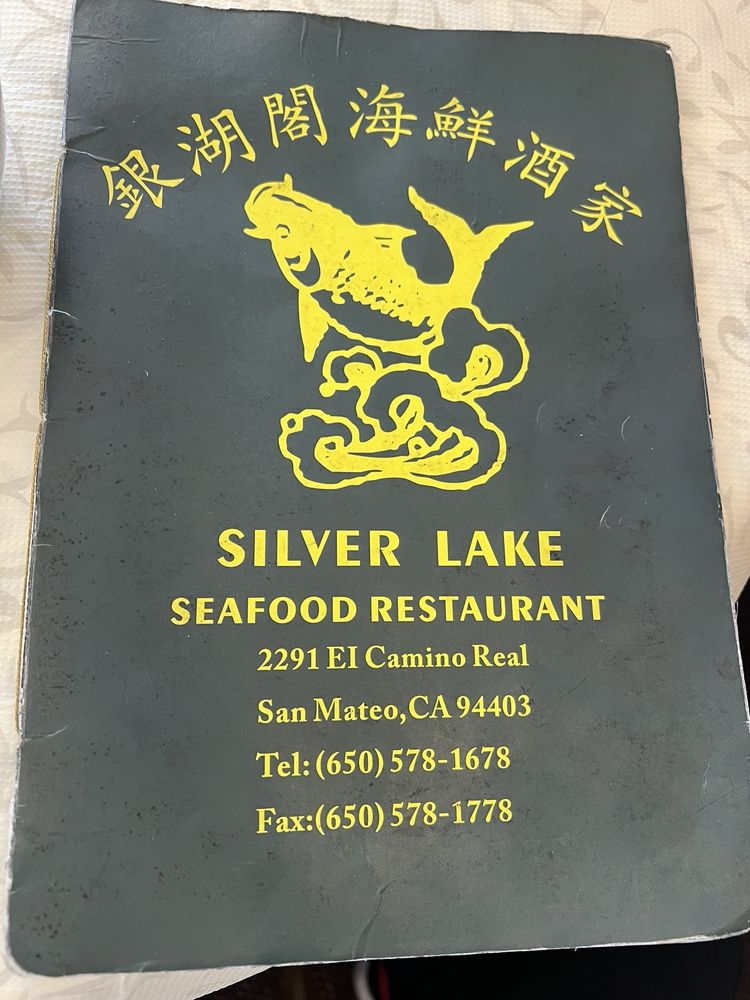 銀湖閣海鮮酒家
SILVER LAKE
SEAFOOD RESTAURANT
2291 EI Camino Real
San Mateo,CA 94403
Tel: (650) 578-1678
Fax:(650) 578-1778